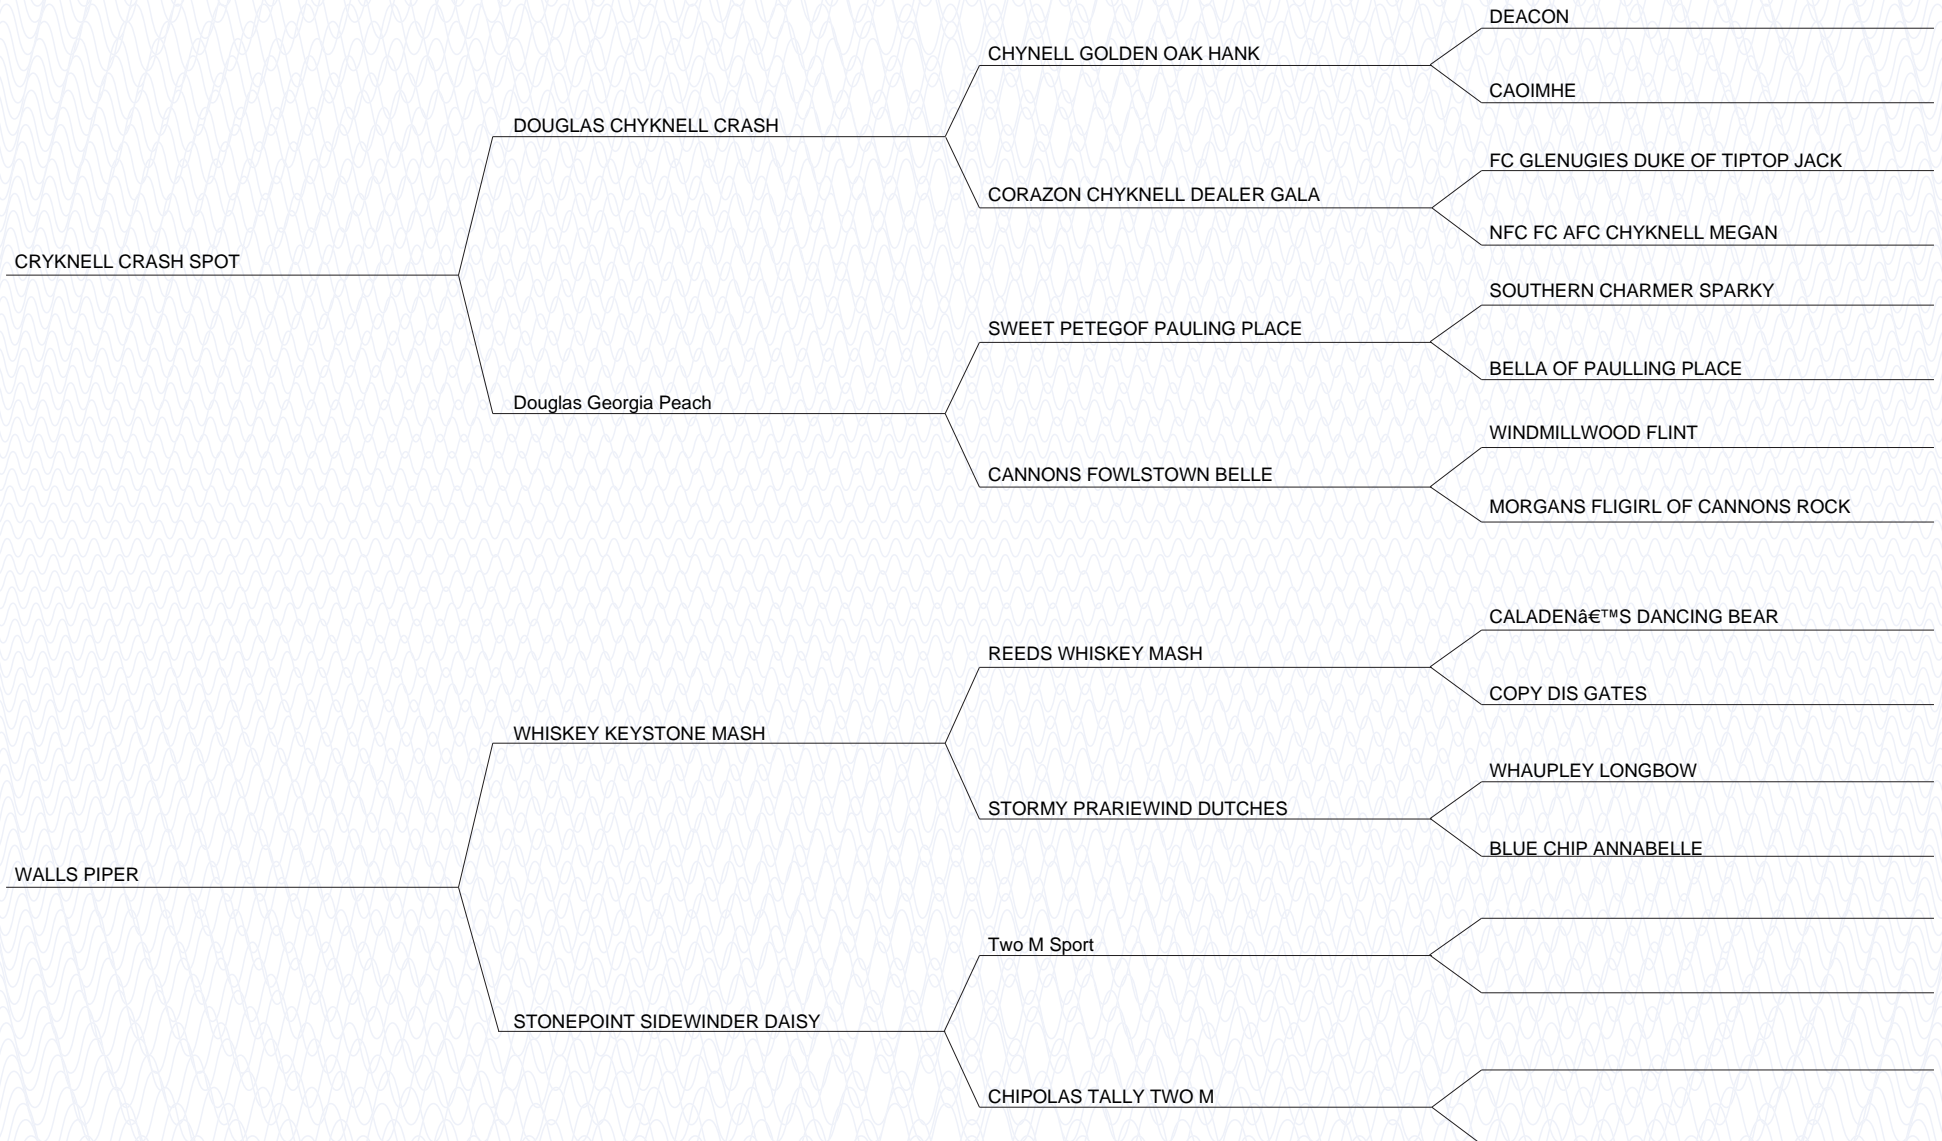 DEACON
CHYNELL GOLDEN OAK HANK
CAOIMHE
DOUGLAS CHYKNELL CRASH
FC GLENUGIES DUKE OF TIPTOP JACK
CORAZON CHYKNELL DEALER GALA
NFC FC AFC CHYKNELL MEGAN
CRYKNELL CRASH SPOT
SOUTHERN CHARMER SPARKY
SWEET PETEGOF PAULING PLACE
BELLA OF PAULLING PLACE
Douglas Georgia Peach
WINDMILLWOOD FLINT
CANNONS FOWLSTOWN BELLE
MORGANS FLIGIRL OF CANNONS ROCK
CALADENâ€™S DANCING BEAR
REEDS WHISKEY MASH
COPY DIS GATES
WHISKEY KEYSTONE MASH
WHAUPLEY LONGBOW
STORMY PRARIEWIND DUTCHES
BLUE CHIP ANNABELLE
WALLS PIPER
Two M Sport
STONEPOINT SIDEWINDER DAISY
CHIPOLAS TALLY TWO M